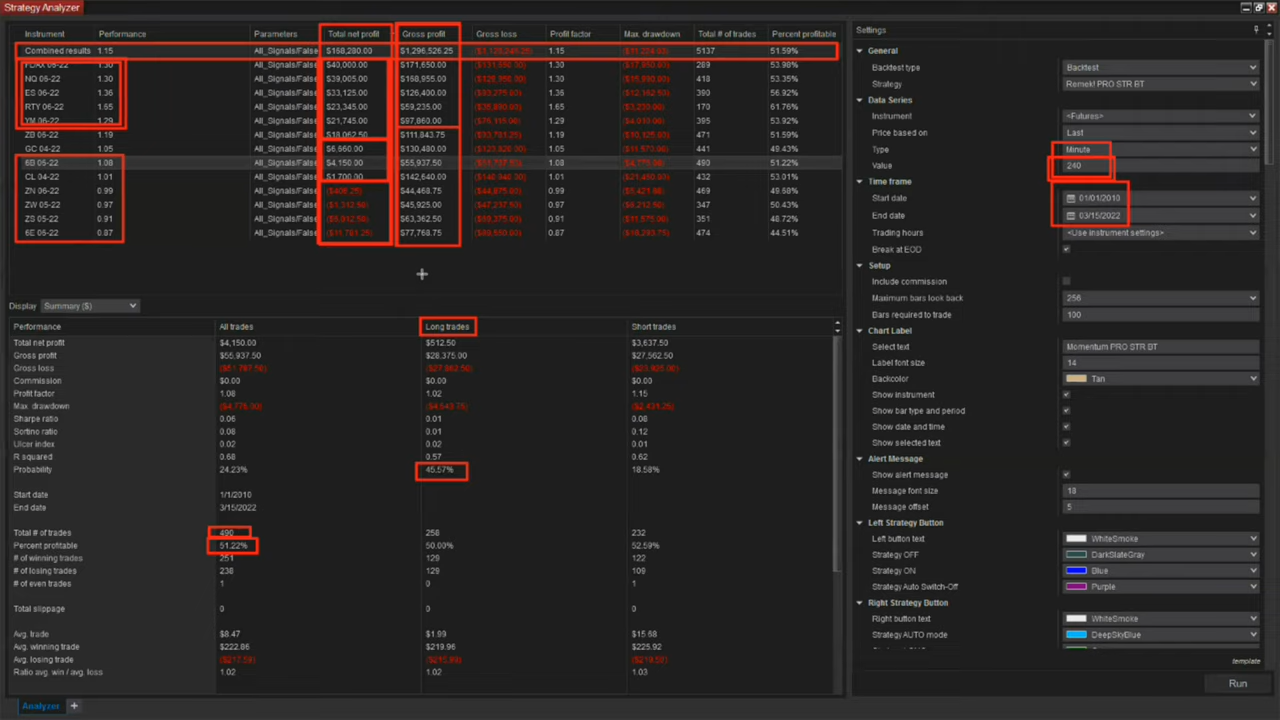 Strategy Analyzer
Instrument Performance Parameters Total net profit Gross profit Gross loss Profit factor Max. drawdown Total # of trades Percent profitable
Combined results 1.15 All_Signals/False $168,280.00 $1,296,526.25 1.15 5137 51.59%
FDAX 06-22 1.30 All_Signals/False $40,000.00 $171,650.00 1.30 289 53.98%
NQ 06-22 1.30 All_Signals/False $39,005.00 $168,955.00 1.30 418 53.35%
ES 06-22 1.36 All_Signals/False $33,125.00 $126,400.00 1.36 390 56.92%
RTY 06-22 1.65 All_Signals/False $23,345.00 $59,235.00 1.65 170 61.76%
YM 06-22 1.29 All_Signals/False $21,745.00 $97,860.00 1.29 395 53.92%
ZB 06-22 1.19 All_Signals/False $18,062.50 $111,843.75 1.19 471 51.59%
GC 04-22 1.05 All_Signals/False $6,660.00 $130,480.00 1.05 441 49.43%
6B 06-22 1.08 All_Signals/False $4,150.00 $55,937.50 1.08 490 51.22%
CL 04-22 1.01 All_Signals/False $1,700.00 $142,640.00 1.01 432 53.01%
ZN 06-22 0.99 All_Signals/False $44,468.75 0.99 469 49.68%
ZW 05-22 0.97 All_Signals/False $45,925.00 0.97 347 50.43%
ZS 05-22 0.91 All_Signals/False $63,362.50 0.91 351 48.72%
6E 06-22 0.87 All_Signals/False $77,768.75 0.87 474 44.51%
Display Summary ($)
Performance All trades Long trades Short trades
Total net profit $4,150.00 $512.50 $3,637.50
Gross profit $55,937.50 $28,375.00 $27,562.50
Gross loss ($51,787.50) ($27,862.50) ($23,925.00)
Commission $0.00 $0.00 $0.00
Profit factor 1.08 1.02 1.15
Max. drawdown
Sharpe ratio 0.06 0.01 0.08
Sortino ratio 0.08 0.01 0.12
Ulcer index 0.02 0.02 0.01
R squared 0.68 0.57 0.62
Probability 24.23% 45.57% 18.58%
Start date 1/1/2010
End date 3/15/2022
Total # of trades 490 258 232
Percent profitable 51.22% 50.00% 52.59%
# of winning trades 251 129 122
# of losing trades 238 129 109
# of even trades 1 0 1
Total slippage 0 0 0
Avg. trade $8.47 $1.99 $15.68
Avg. winning trade $222.86 $219.96 $225.92
Avg. losing trade
Ratio avg. win / avg. loss 1.02 1.02 1.03
Analyzer +
Settings
General
Backtest type Backtest
Strategy Remek! PRO STR BT
Data Series
Instrument <Futures>
Price based on Last
Type Minute
Value 240
Time frame
Start date 01/01/2010
End date 03/15/2022
Trading hours <Use instrument settings>
Break at EOD
Setup
Include commission
Maximum bars look back 256
Bars required to trade 100
Chart Label
Select text Momentum PRO STR BT
Label font size 14
Backcolor Tan
Show instrument
Show bar type and period
Show date and time
Show selected text
Alert Message
Show alert message
Message font size 18
Message offset 5
Left Strategy Button
Left button text WhiteSmoke
Strategy OFF DarkSlateGray
Strategy ON Blue
Strategy Auto Switch-Off Purple
Right Strategy Button
Right button text WhiteSmoke
Strategy AUTO mode DeepSkyBlue
template
Run